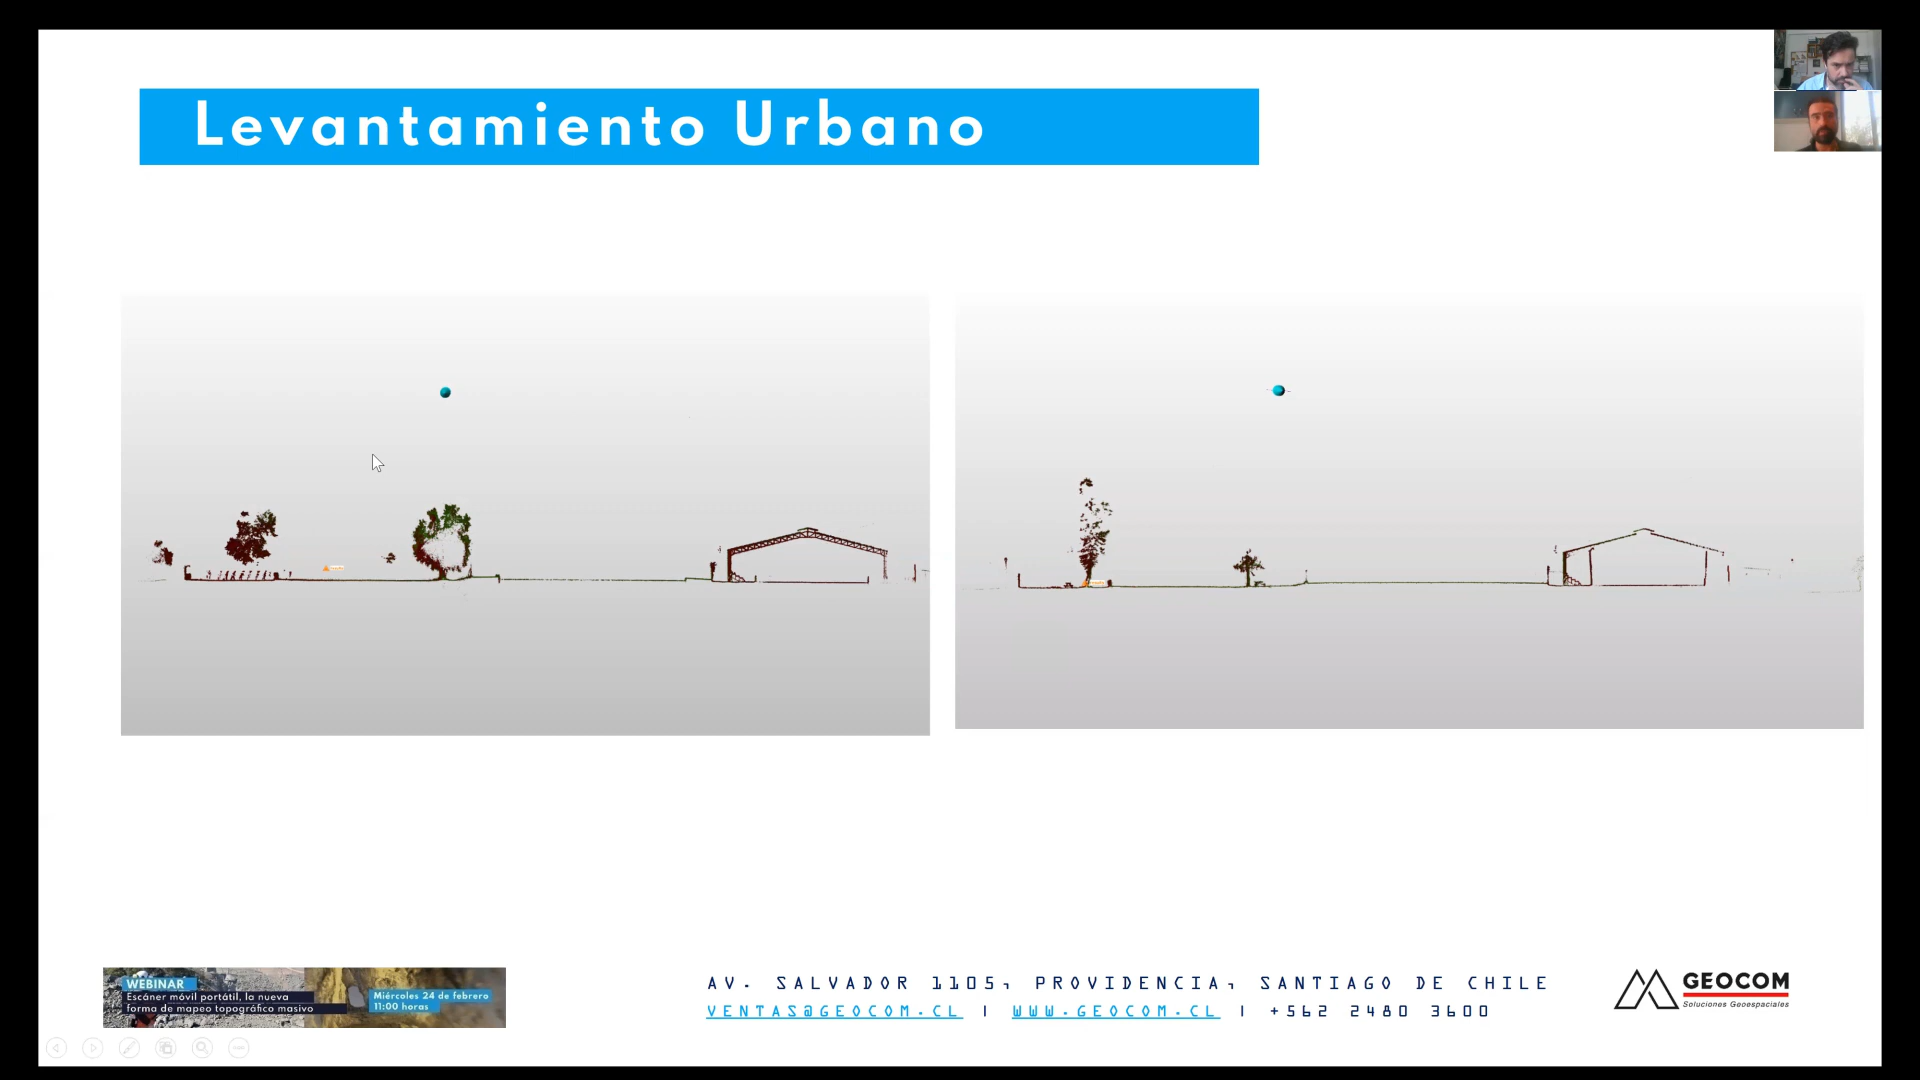 Levantamiento Urbano
WEBINAR
Escáner móvil portátil, la nueva
forma de mapeo topográfico masivo
Miércoles 24 de febrero
11:00 horas
AV. SALVADOR 1105, PROVIDENCIA, SANTIAGO DE CHILE
VENTAS@GEOCOM.CL | WWW.GEOCOM.CL | +562 2480 3600
GEOCOM
Soluciones Geoespaciales